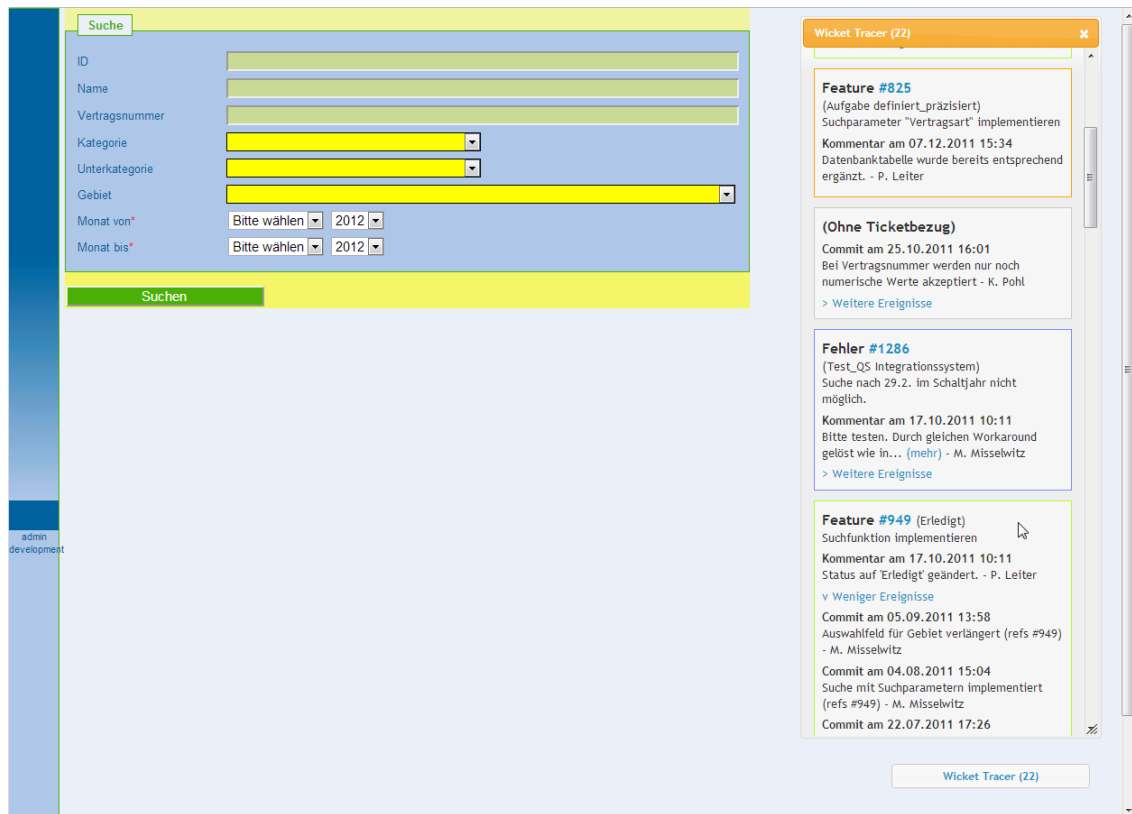 Suche
ID
Name
Vertragsnummer
Kategorie
Unterkategorie
Gebiet
Monat von* Bitte wählen 2012
Monat bis* Bitte wählen 2012
Suchen
admin
development
Wicket Tracer (22)
Feature #825
(Aufgabe definiert_präzisiert)
Suchparameter "Vertragsart" implementieren
Kommentar am 07.12.2011 15:34
Datenbanktabelle wurde bereits entsprechend
ergänzt. - P. Leiter
(Ohne Ticketbezug)
Commit am 25.10.2011 16:01
Bei Vertragsnummer werden nur noch
numerische Werte akzeptiert - K. Pohl
> Weitere Ereignisse
Fehler #1286
(Test_QS Integrationssystem)
Suche nach 29.2. im Schaltjahr nicht
möglich.
Kommentar am 17.10.2011 10:11
Bitte testen. Durch gleichen Workaround
gelöst wie in... (mehr) - M. Misselwitz
> Weitere Ereignisse
Feature #949 (Erledigt)
Suchfunktion implementieren
Kommentar am 17.10.2011 10:11
Status auf 'Erledigt' geändert. - P. Leiter
v Weniger Ereignisse
Commit am 05.09.2011 13:58
Auswahlfeld für Gebiet verlängert (refs #949)
- M. Misselwitz
Commit am 04.08.2011 15:04
Suche mit Suchparametern implementiert
(refs #949) - M. Misselwitz
Commit am 22.07.2011 17:26
Wicket Tracer (22)